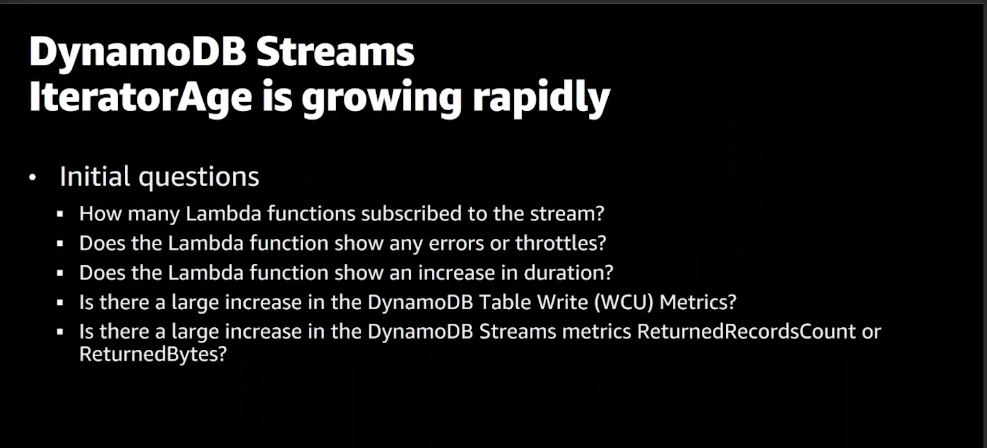 DynamoDB Streams
IteratorAge is growing rapidly
• Initial questions
▪ How many Lambda functions subscribed to the stream?
▪ Does the Lambda function show any errors or throttles?
▪ Does the Lambda function show an increase in duration?
▪ Is there a large increase in the DynamoDB Table Write (WCU) Metrics?
▪ Is there a large increase in the DynamoDB Streams metrics ReturnedRecordsCount or
ReturnedBytes?